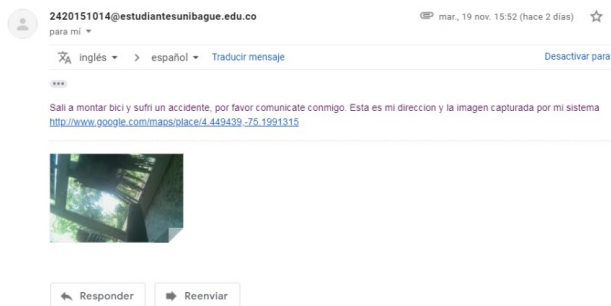 2420151014@estudiantesunibague.edu.co
mar., 19 nov. 15:52 (hace 2 días)
para mí
inglés > español Traducir mensaje
Desactivar para
Sali a montar bici y sufri un accidente, por favor comunicate conmigo. Esta es mi direccion y la imagen capturada por mi sistema
http://www.google.com/maps/place/4.449439,-75.1991315
Responder Reenviar